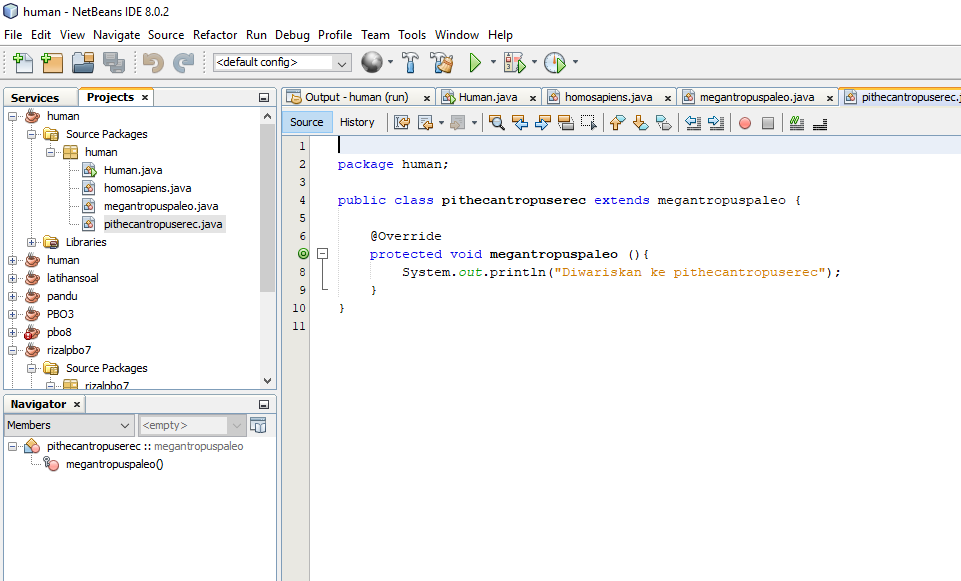 human - NetBeans IDE 8.0.2
File Edit View Navigate Source Refactor Run Debug Profile Team Tools Window Help
<default config>
Services Projects
Output - human (run) Human.java homosapiens.java megantropuspaleo.java pithecantropuserec.
Source History
human
Source Packages
human
Human.java
homosapiens.java
megantropuspaleo.java
pithecantropuserec.java
Libraries
human
latihansoal
pandu
PBO3
pbo8
rizalpbo7
Source Packages
rizalpbo7
Navigator
Members <empty>
pithecantropuserec :: megantropuspaleo
megantropuspaleo()
1
2 package human;
3
4 public class pithecantropuserec extends megantropuspaleo {
5
6 @Override
protected void megantropuspaleo (){
8 System.out.println("Diwariskan ke pithecantropuserec");
9 }
10 }
11